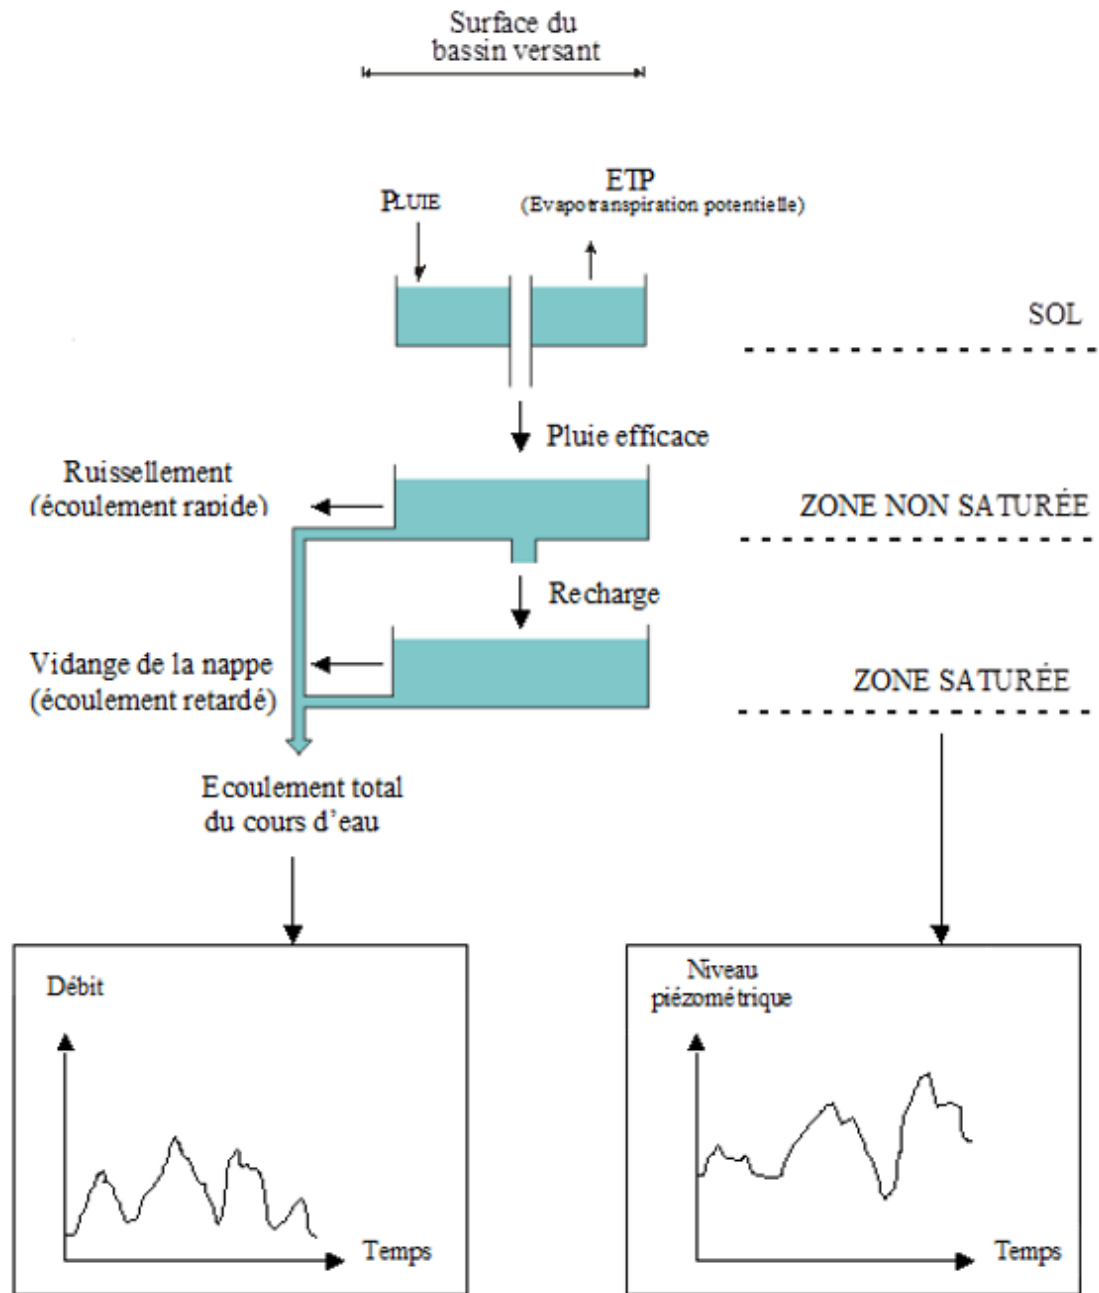 Surface du
bassin versant
PLUIE
ETP
(Evapotranspiration potentielle)
SOL
Pluie efficace
Ruissellement
(écoulement rapide)
ZONE NON SATURÉE
Recharge
Vidange de la nappe
(écoulement retardé)
ZONE SATURÉE
Ecoulement total
du cours d'eau
Débit
Temps
Niveau
piézométrique
Temps